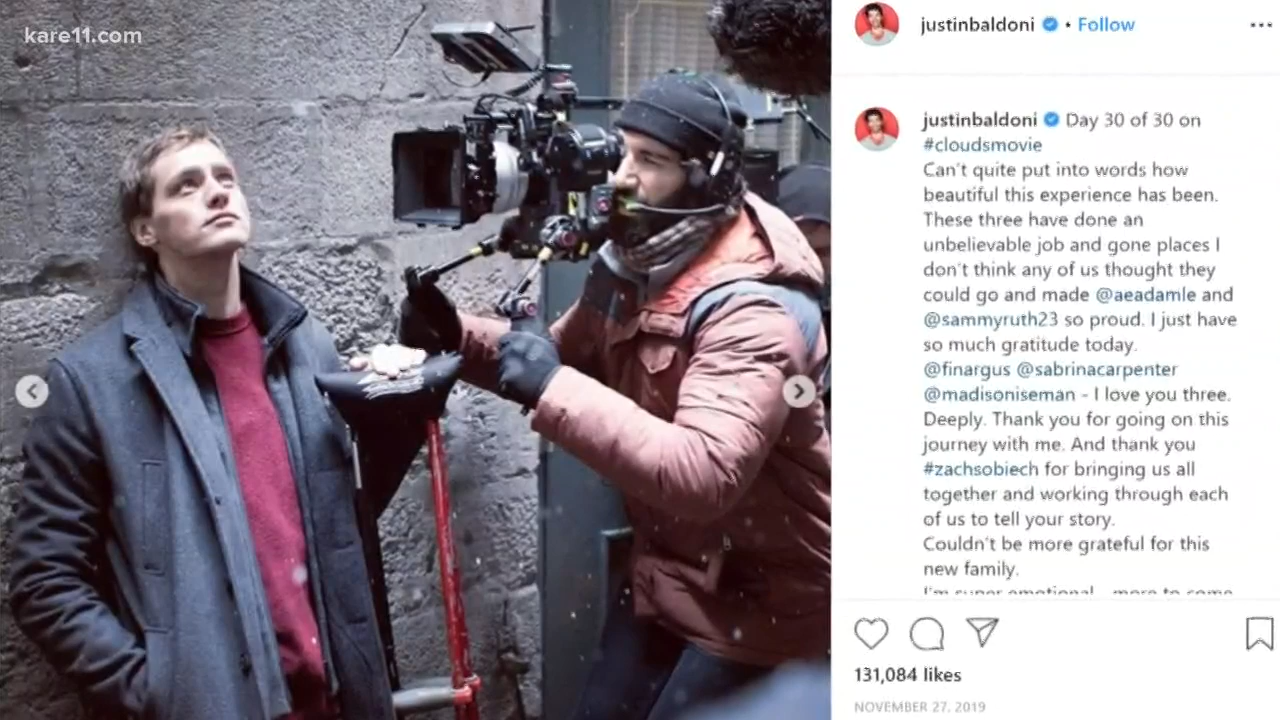 kare11.com
justinbaldoni • Follow
justinbaldoni Day 30 of 30 on
#cloudsmovie
Can't quite put into words how
beautiful this experience has been.
These three have done an
unbelievable job and gone places I
don't think any of us thought they
could go and made @aeadamle and
@sammyruth23 so proud. I just have
so much gratitude today.
@finargus @sabrinacarpenter
@madisoniseman - I love you three.
Deeply. Thank you for going on this
journey with me. And thank you
#zachsobiech for bringing us all
together and working through each
of us to tell your story.
Couldn't be more grateful for this
new family.
I'm super emotional - more to come
131,084 likes
NOVEMBER 27, 2019